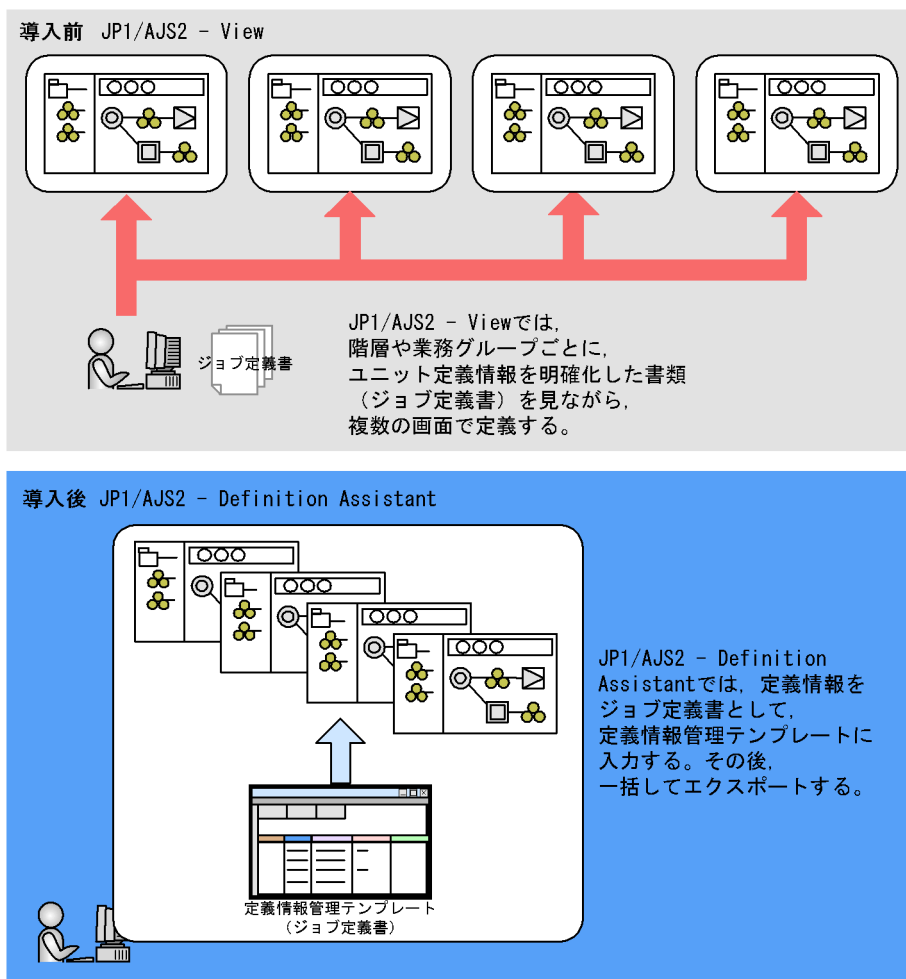 導入前 JP1/AJS2 - View
ジョブ定義書
JP1/AJS2 - Viewでは，
階層や業務グループごとに，
ユニット定義情報を明確化した書類
（ジョブ定義書）を見ながら，
複数の画面で定義する。
導入後 JP1/AJS2 - Definition Assistant
JP1/AJS2 - Definition
Assistantでは，定義情報を
ジョブ定義書として，
定義情報管理テンプレートに
入力する。その後，
一括してエクスポートする。
定義情報管理テンプレート
（ジョブ定義書）